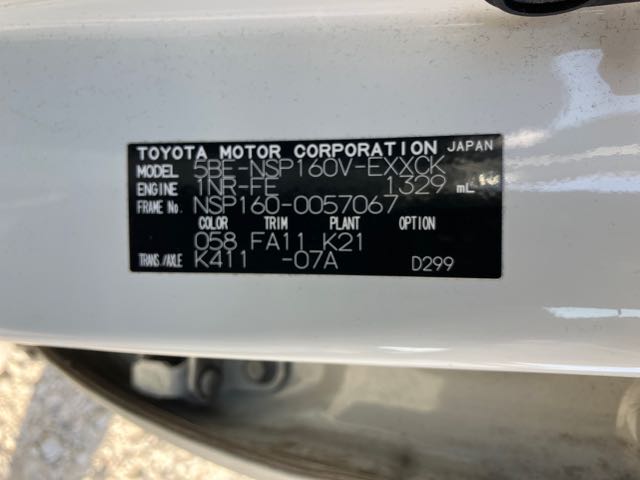 TOYOTA MOTOR CORPORATION JAPAN
MODEL 5BE-NSP160V-EXXCK
ENGINE 1NR-FE 1329 mL
FRAME No. NSP160-0057067
COLOR TRIM PLANT OPTION
058 FA11 K21
TRANS./AXLE K411 -07A D299